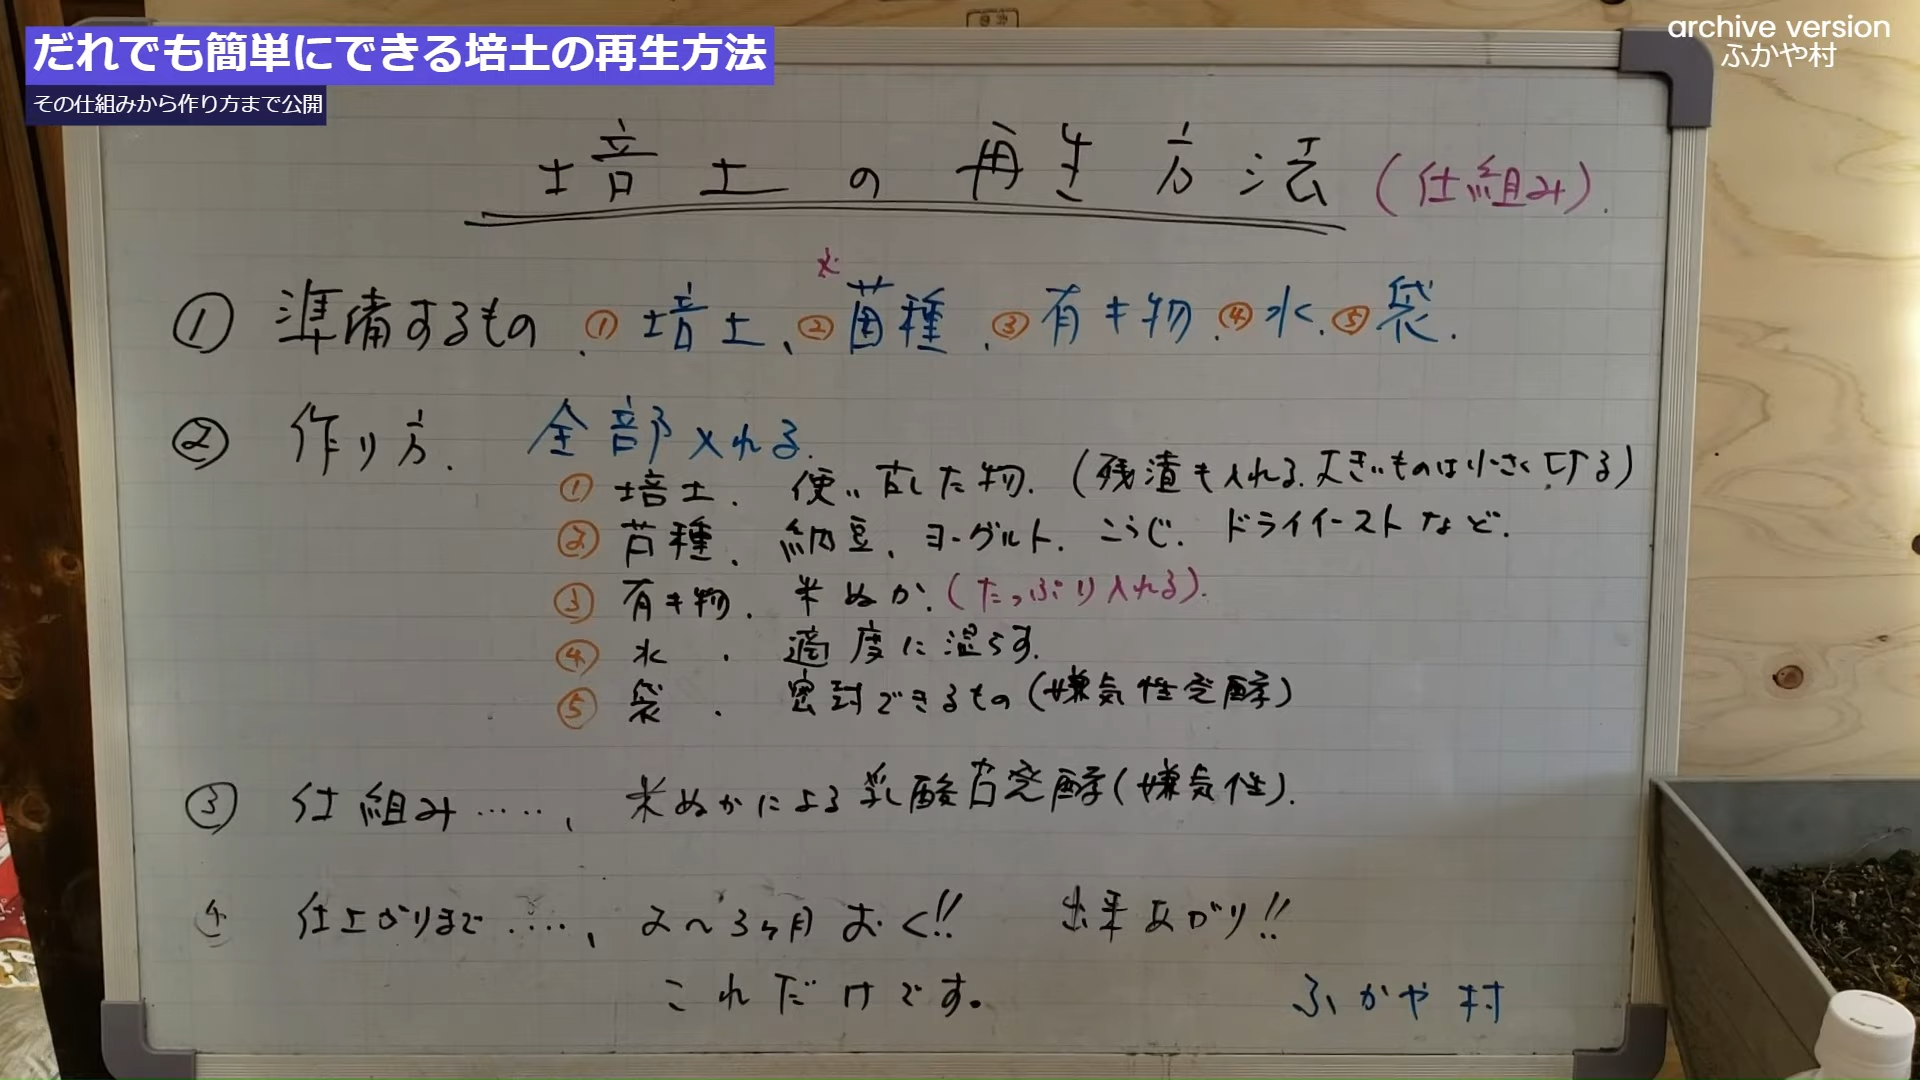 だれでも簡単にできる培土の再生方法
その仕組みから作り方まで公開
archive version
ふかや村
培土の再生方法 (仕組み).
① 準備するもの. ①培土、②菌種. ③有キ物. ④水. ⑤袋.
② 作り方. 全部入れる.
① 培土. 使い古した物. (残渣も入れる. 大きいものは小さくする)
② 菌種. 納豆、ヨーグルト. こうじ. ドライイーストなど.
③ 有キ物. 米ぬか. (たっぷり入れる).
④ 水. 適度に湿らす.
⑤ 袋. 密封できるもの (嫌気性発酵)
③ 仕組み……、米ぬかによる乳酸菌発酵 (嫌気性).
4 仕上がりまで……、2〜3ヶ月おく!! 出来あがり!!
これだけです。
ふかや村